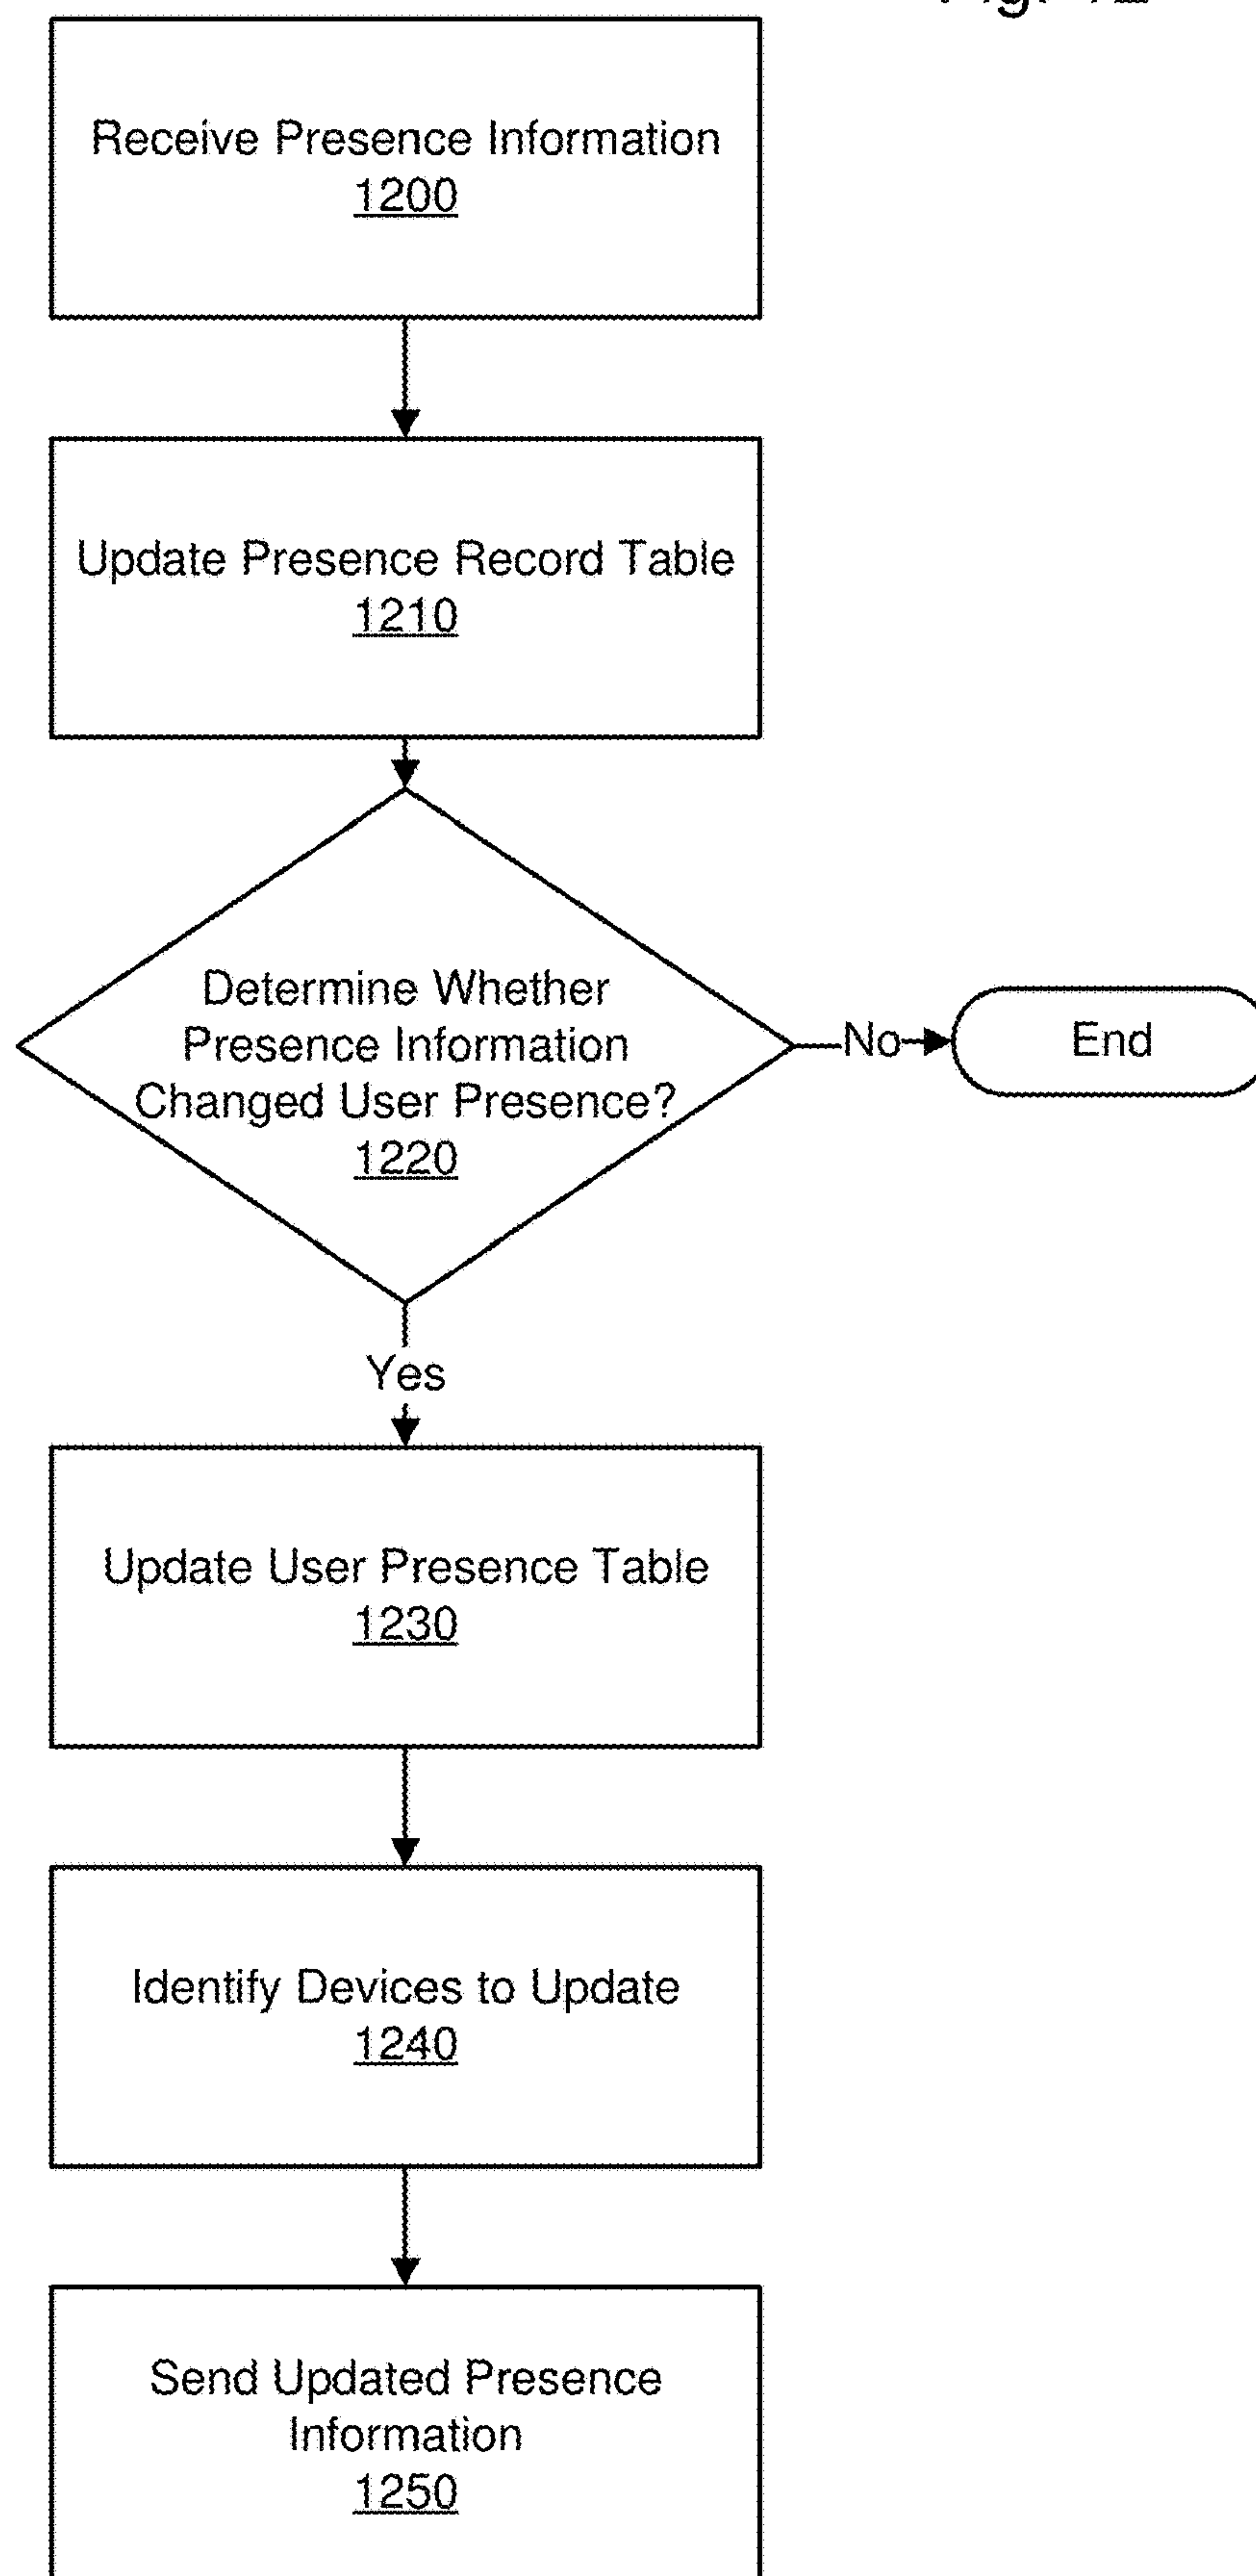 Receive Presence Information
1200
Update Presence Record Table
1210
Determine Whether
Presence Information
Changed User Presence?
1220
No
End
Yes
Update User Presence Table
1230
Identify Devices to Update
1240
Send Updated Presence
Information
1250